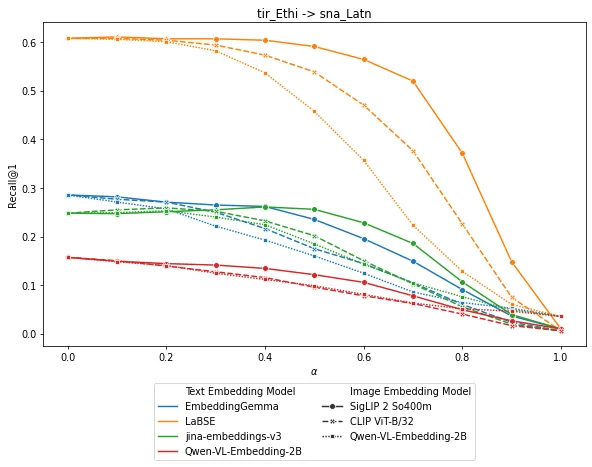 tir_Ethi -> sna_Latn
Recall@1
0.6
0.5
0.4
0.3
0.2
0.1
0.0
0.0 0.2 0.4 0.6 0.8 1.0
α
Text Embedding Model Image Embedding Model
EmbeddingGemma SigLIP 2 So400m
LaBSE CLIP ViT-B/32
jina-embeddings-v3 Qwen-VL-Embedding-2B
Qwen-VL-Embedding-2B